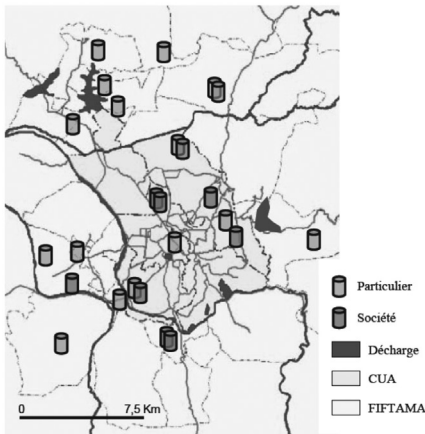 Particulier
Société
Décharge
CUA
FIFTAMA
0 7,5 Km